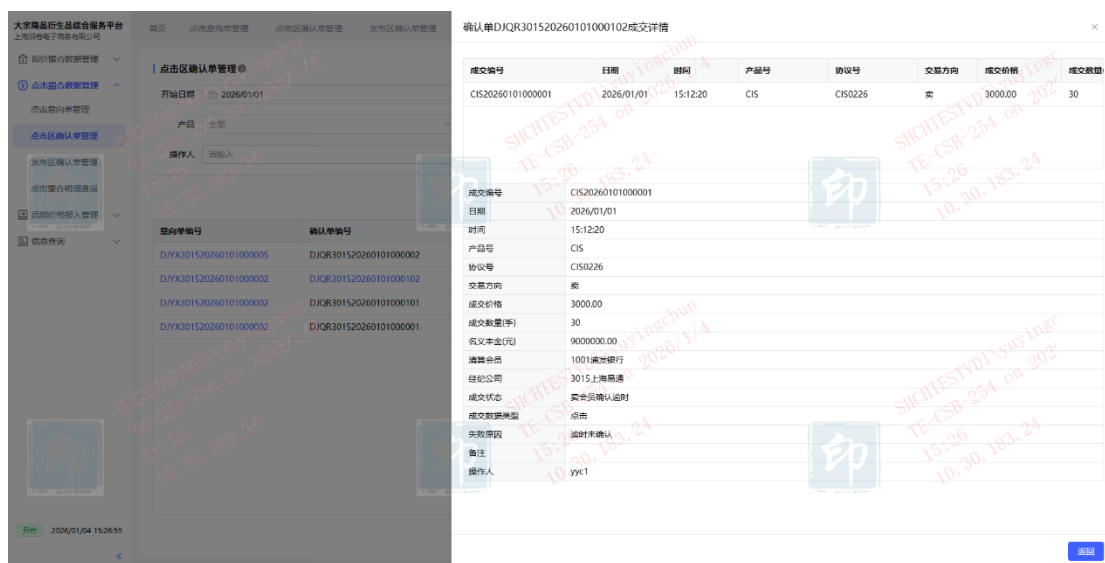 大宗商品衍生品综合服务平台
首页 点击意向单管理 点击区确认单管理 发布区确认单管理
确认单DJQR301520260101000102成交详情
询价撮合数据管理
点击撮合数据管理
点击意向单管理
点击区确认单管理
发布区确认单管理
点击撮合明细查询
远期价格报入管理
信息查询
点击区确认单管理
开始日期 2026/01/01
产品 全部
操作人 请输入
意向单编号 确认单编号
DJYX301520260101000005 DJQR301520260101000002
DJYX301520260101000002 DJQR301520260101000102
DJYX301520260101000002 DJQR301520260101000101
DJYX301520260101000002 DJQR301520260101000001
开市 2026/01/04 15:26:59
成交编号 日期 时间 产品号 协议号 交易方向 成交价格 成交数量
CIS20260101000001 2026/01/01 15:12:20 CIS CIS0226 卖 3000.00 30
成交编号 CIS20260101000001
日期 2026/01/01
时间 15:12:20
产品号 CIS
协议号 CIS0226
交易方向 卖
成交价格 3000.00
成交数量(手) 30
名义本金(元) 9000000.00
清算会员 1001浦发银行
经纪公司 3015上海易通
成交状态 卖会员确认逾时
成交数据类型 点击
失败原因 逾时未确认
备注
操作人 yyc1
返回
印
印
印
印
15:26
10.30.183.24